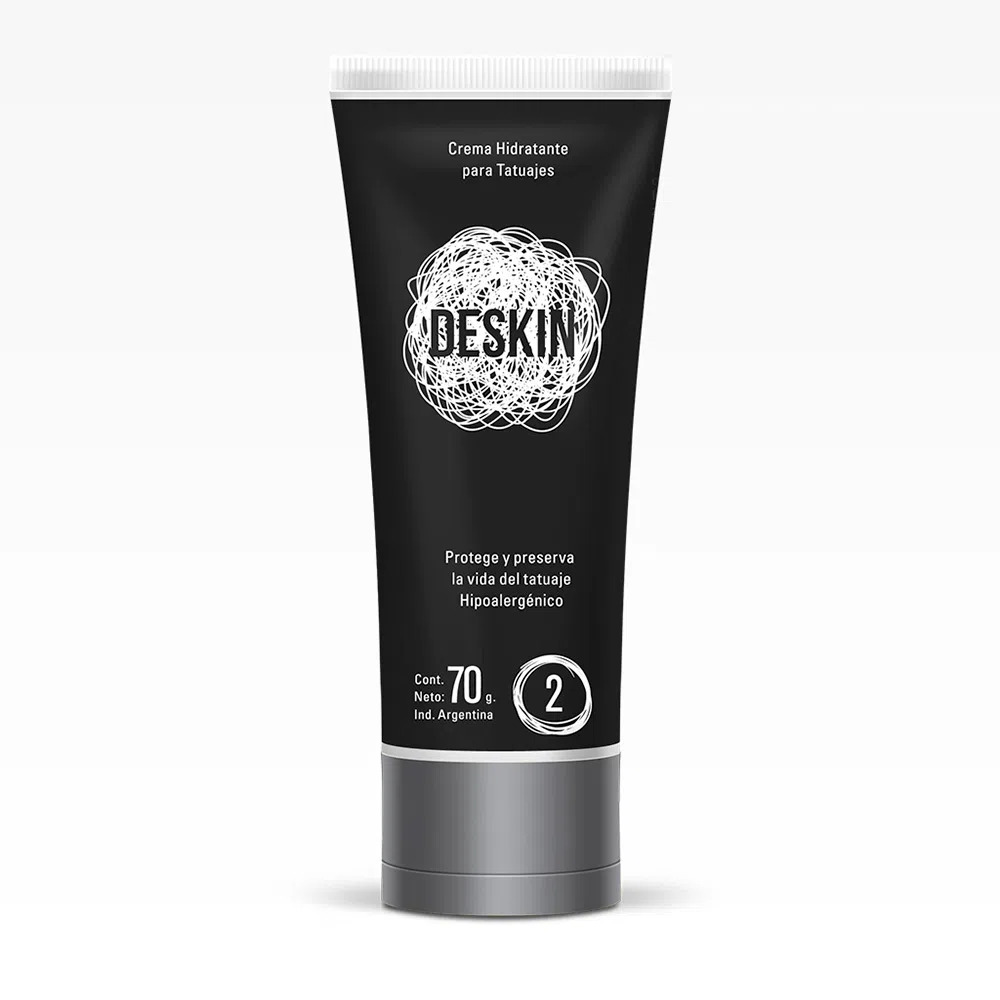 Crema Hidratante
para Tatuajes
DESKIN
Protege y preserva
la vida del tatuaje
Hipoalergénico
Cont.
Neto: 70 g.
Ind. Argentina
2